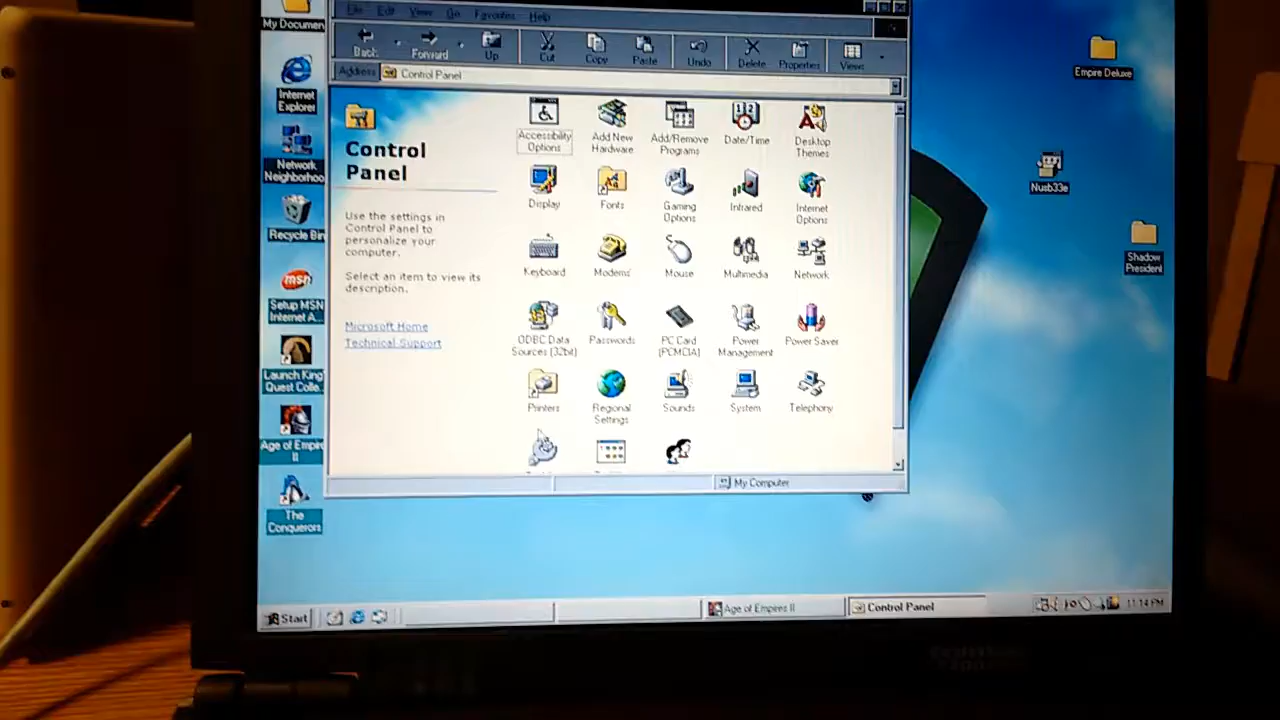 My Documen
File Edit View Go Favorites Help
Back Forward Up Cut Copy Paste Undo Delete Properties Views
Address Control Panel
Internet
Explorer
Network
Neighborhoo
Recycle Bin
Setup MSN
Internet A...
Launch King'
Quest Colle...
Age of Empires
II
The
Conquerors
Control
Panel
Use the settings in
Control Panel to
personalize your
computer.
Select an item to view its
description.
Microsoft Home
Technical Support
Accessibility
Options
Add New
Hardware
Add/Remove
Programs
Date/Time
Desktop
Themes
Display
Fonts
Gaming
Options
Infrared
Internet
Options
Keyboard
Modems
Mouse
Multimedia
Network
ODBC Data
Sources (32bit)
Passwords
PC Card
(PCMCIA)
Power
Management
Power Saver
Printers
Regional
Settings
Sounds
System
Telephony
My Computer
Empire Deluxe
Nusb33e
Shadow
President
Start
Age of Empires II
Control Panel
11:14 PM